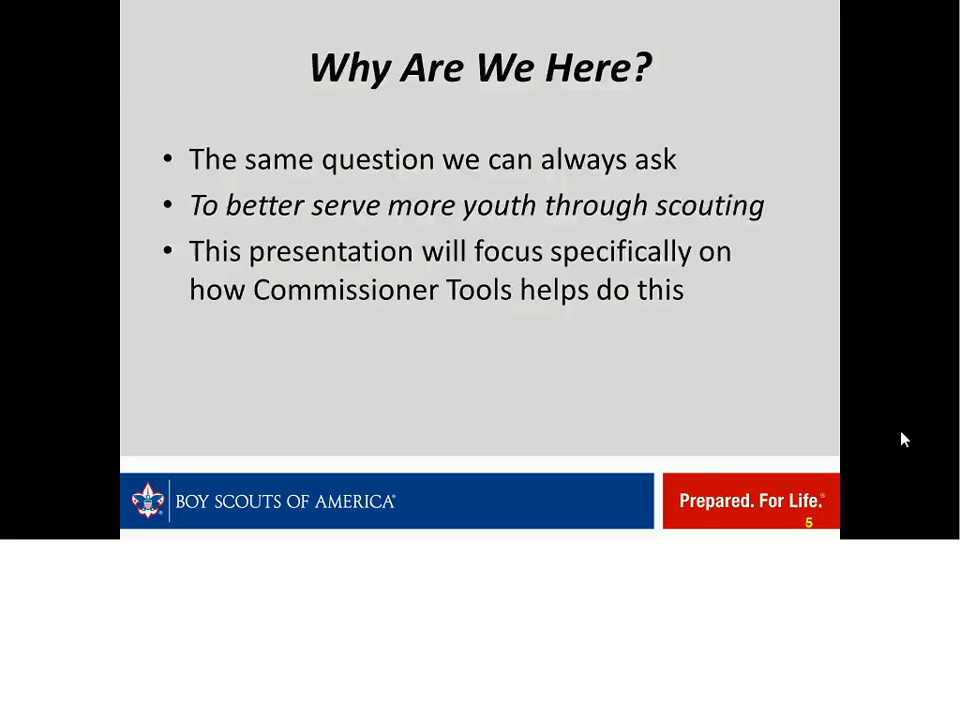 Why Are We Here?
• The same question we can always ask
• To better serve more youth through scouting
• This presentation will focus specifically on
how Commissioner Tools helps do this
BOY SCOUTS OF AMERICA®
Prepared. For Life.®
5